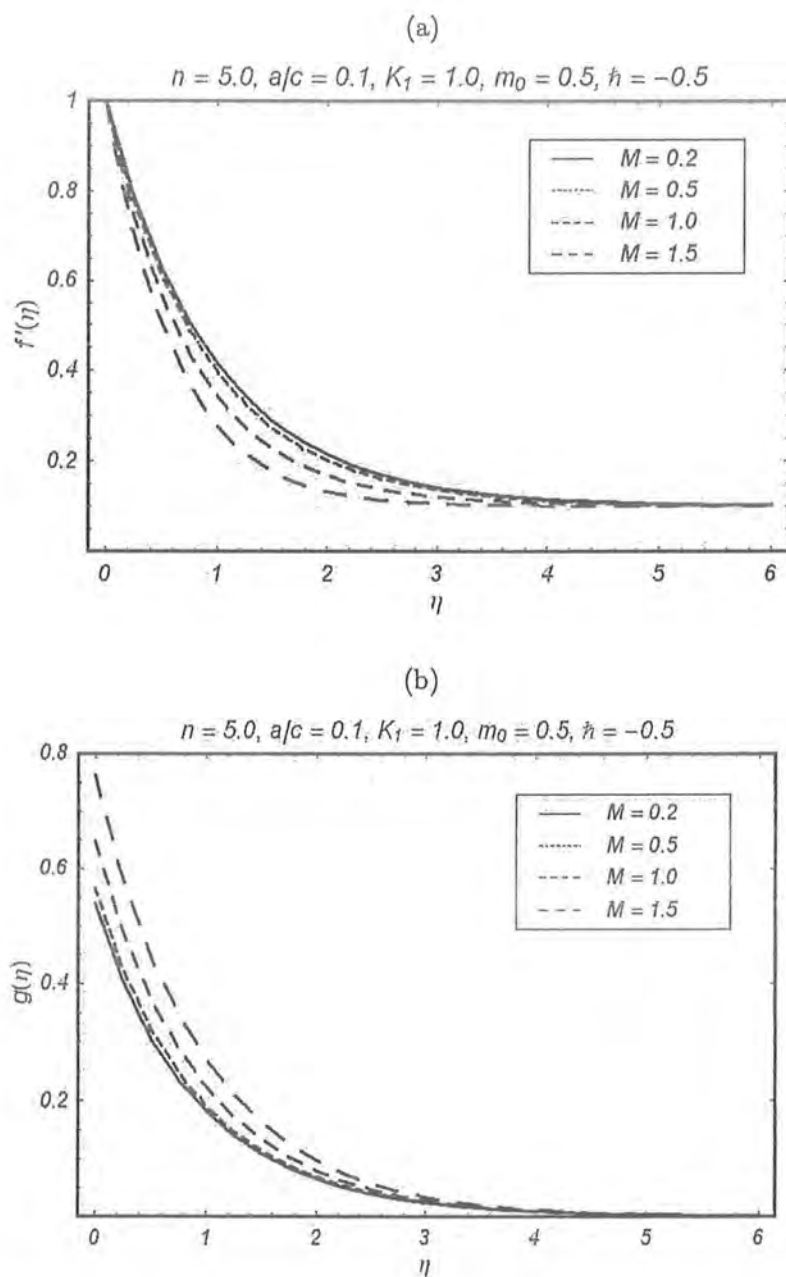 (a)
n = 5.0, a/c = 0.1, K₁ = 1.0, m₀ = 0.5, ℏ = −0.5
1
0.8
0.6
0.4
0.2
f'(η)
M = 0.2
M = 0.5
M = 1.0
M = 1.5
0 1 2 3 4 5 6
η
(b)
n = 5.0, a/c = 0.1, K₁ = 1.0, m₀ = 0.5, ℏ = −0.5
0.8
0.6
0.4
0.2
g(η)
M = 0.2
M = 0.5
M = 1.0
M = 1.5
0 1 2 3 4 5 6
η